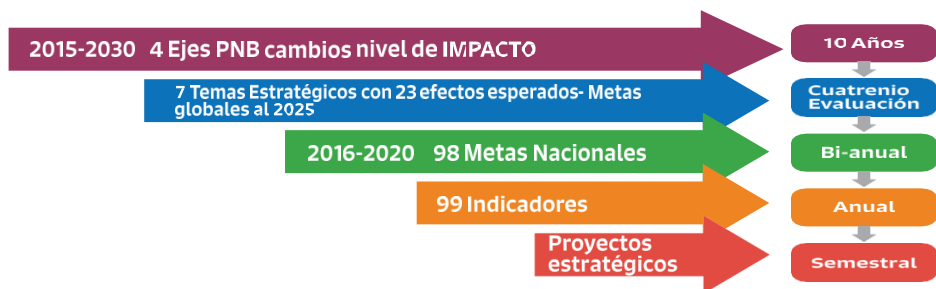 2015-2030 4 Ejes PNB cambios nivel de IMPACTO
10 Años
7 Temas Estratégicos con 23 efectos esperados- Metas
globales al 2025
Cuatrenio
Evaluación
2016-2020 98 Metas Nacionales
Bi-anual
99 Indicadores
Anual
Proyectos
estratégicos
Semestral